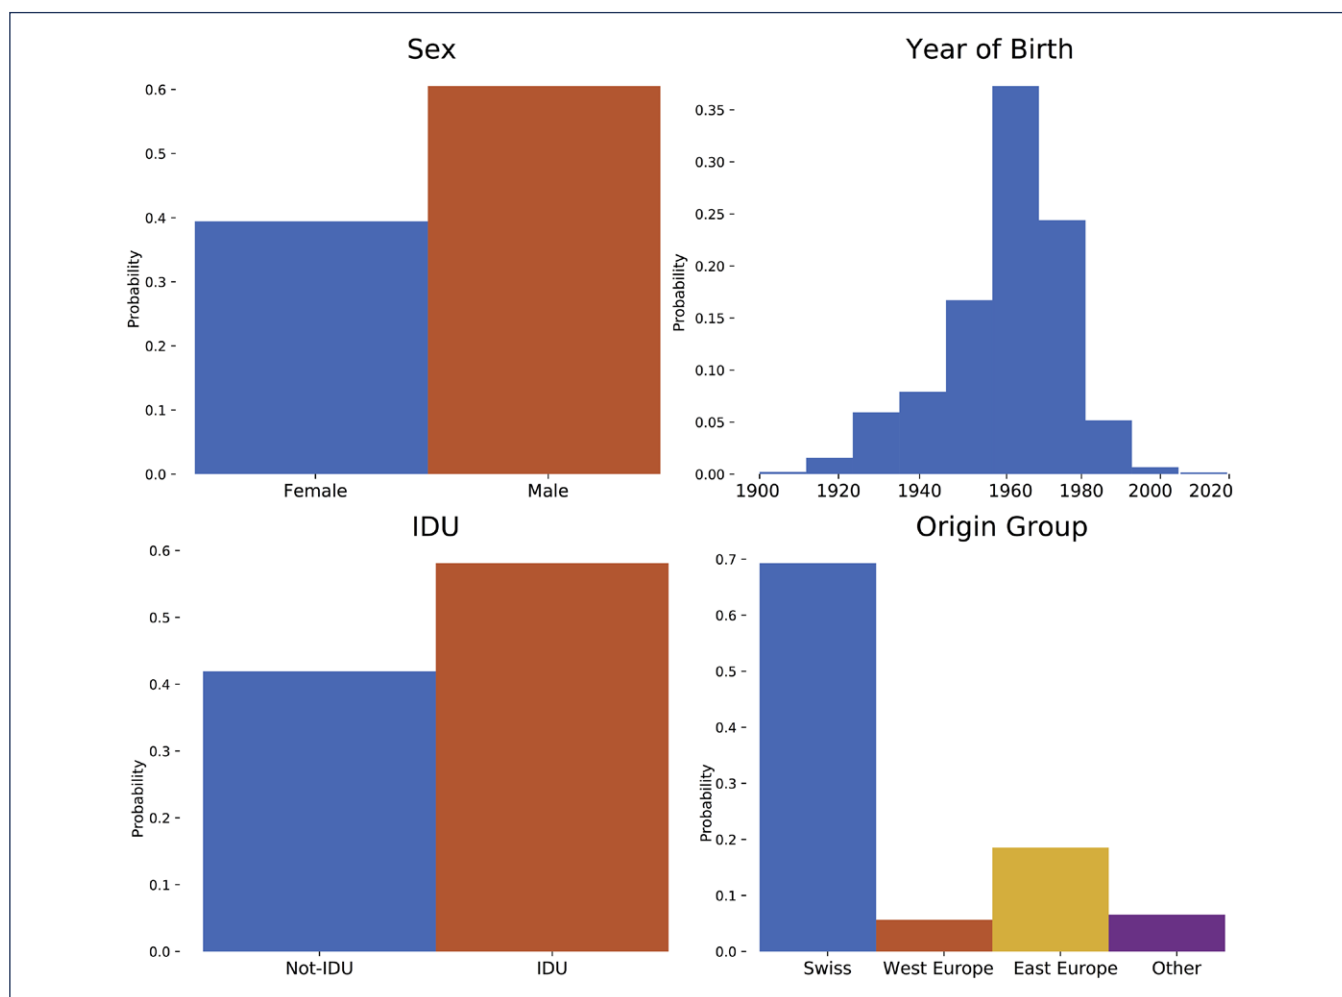 Sex
Probability
0.6
0.5
0.4
0.3
0.2
0.1
0.0
Female Male
Year of Birth
Probability
0.35
0.30
0.25
0.20
0.15
0.10
0.05
0.00
1900 1920 1940 1960 1980 2000 2020
IDU
Probability
0.6
0.5
0.4
0.3
0.2
0.1
0.0
Not-IDU IDU
Origin Group
Probability
0.7
0.6
0.5
0.4
0.3
0.2
0.1
0.0
Swiss West Europe East Europe Other